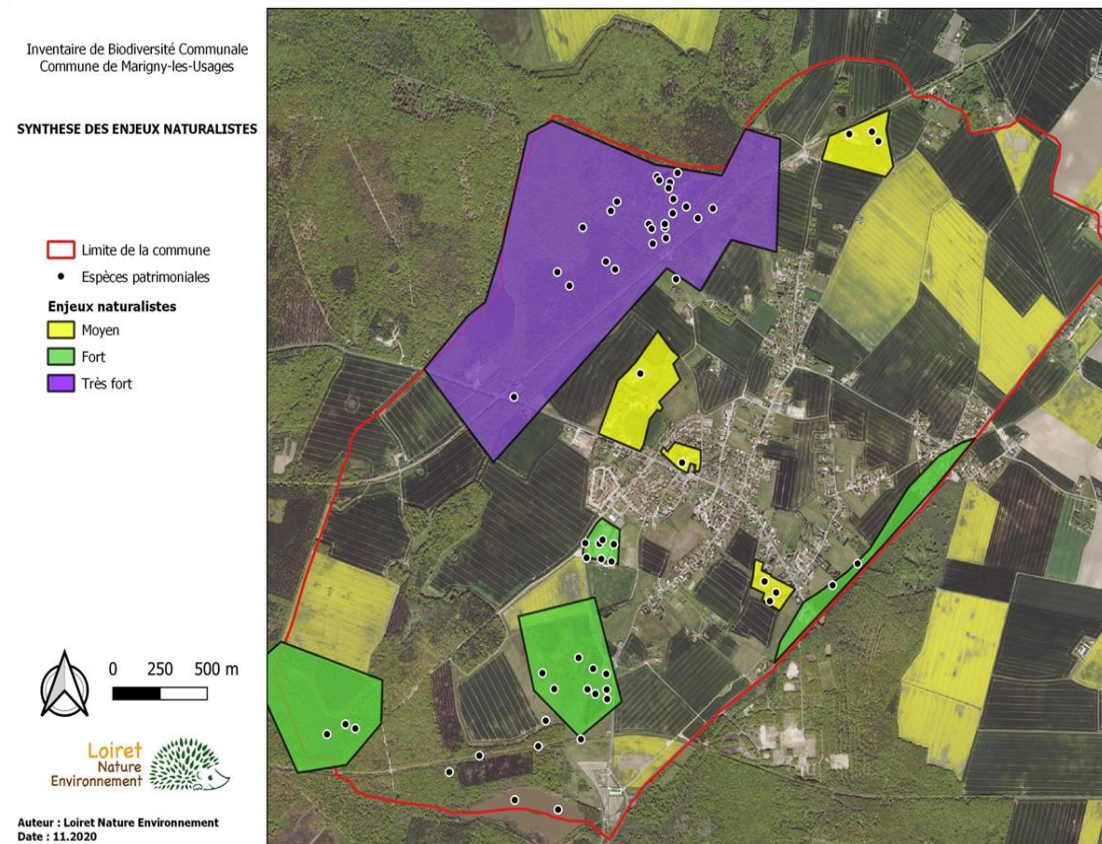 Inventaire de Biodiversité Communale
Commune de Marigny-les-Usages
SYNTHESE DES ENJEUX NATURALISTES
Limite de la commune
Espèces patrimoniales
Enjeux naturalistes
Moyen
Fort
Très fort
0 250 500 m
Loiret
Nature
Environnement
Auteur : Loiret Nature Environnement
Date : 11.2020